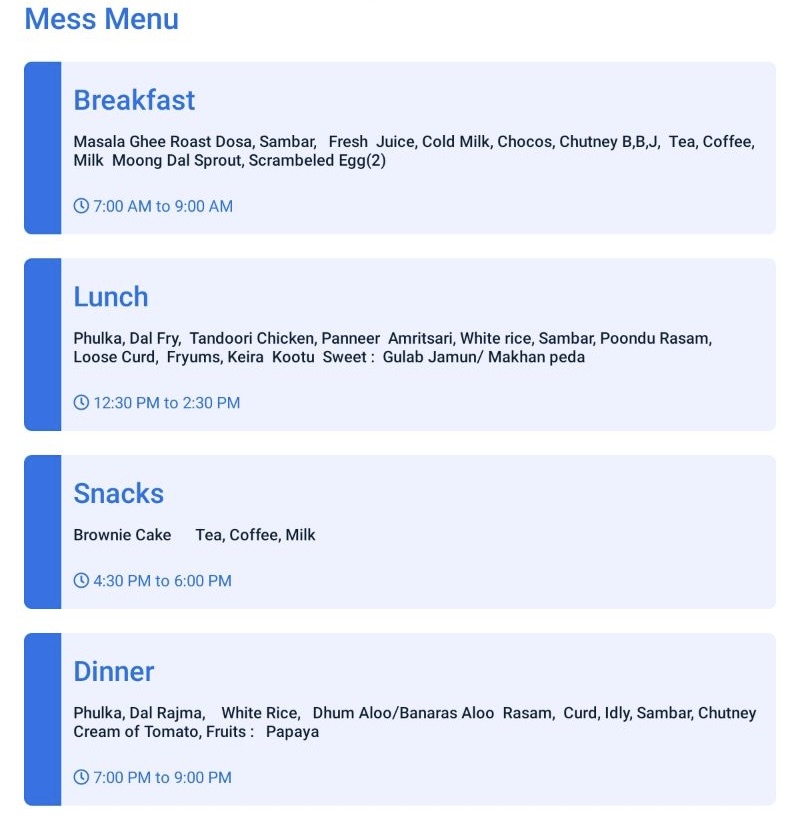 Mess Menu
Breakfast
Masala Ghee Roast Dosa, Sambar, Fresh Juice, Cold Milk, Chocos, Chutney B,B,J, Tea, Coffee,
Milk Moong Dal Sprout, Scrambeled Egg(2)
7:00 AM to 9:00 AM
Lunch
Phulka, Dal Fry, Tandoori Chicken, Panneer Amritsari, White rice, Sambar, Poondu Rasam,
Loose Curd, Fryums, Keira Kootu Sweet : Gulab Jamun/ Makhan peda
12:30 PM to 2:30 PM
Snacks
Brownie Cake Tea, Coffee, Milk
4:30 PM to 6:00 PM
Dinner
Phulka, Dal Rajma, White Rice, Dhum Aloo/Banaras Aloo Rasam, Curd, Idly, Sambar, Chutney
Cream of Tomato, Fruits : Papaya
7:00 PM to 9:00 PM